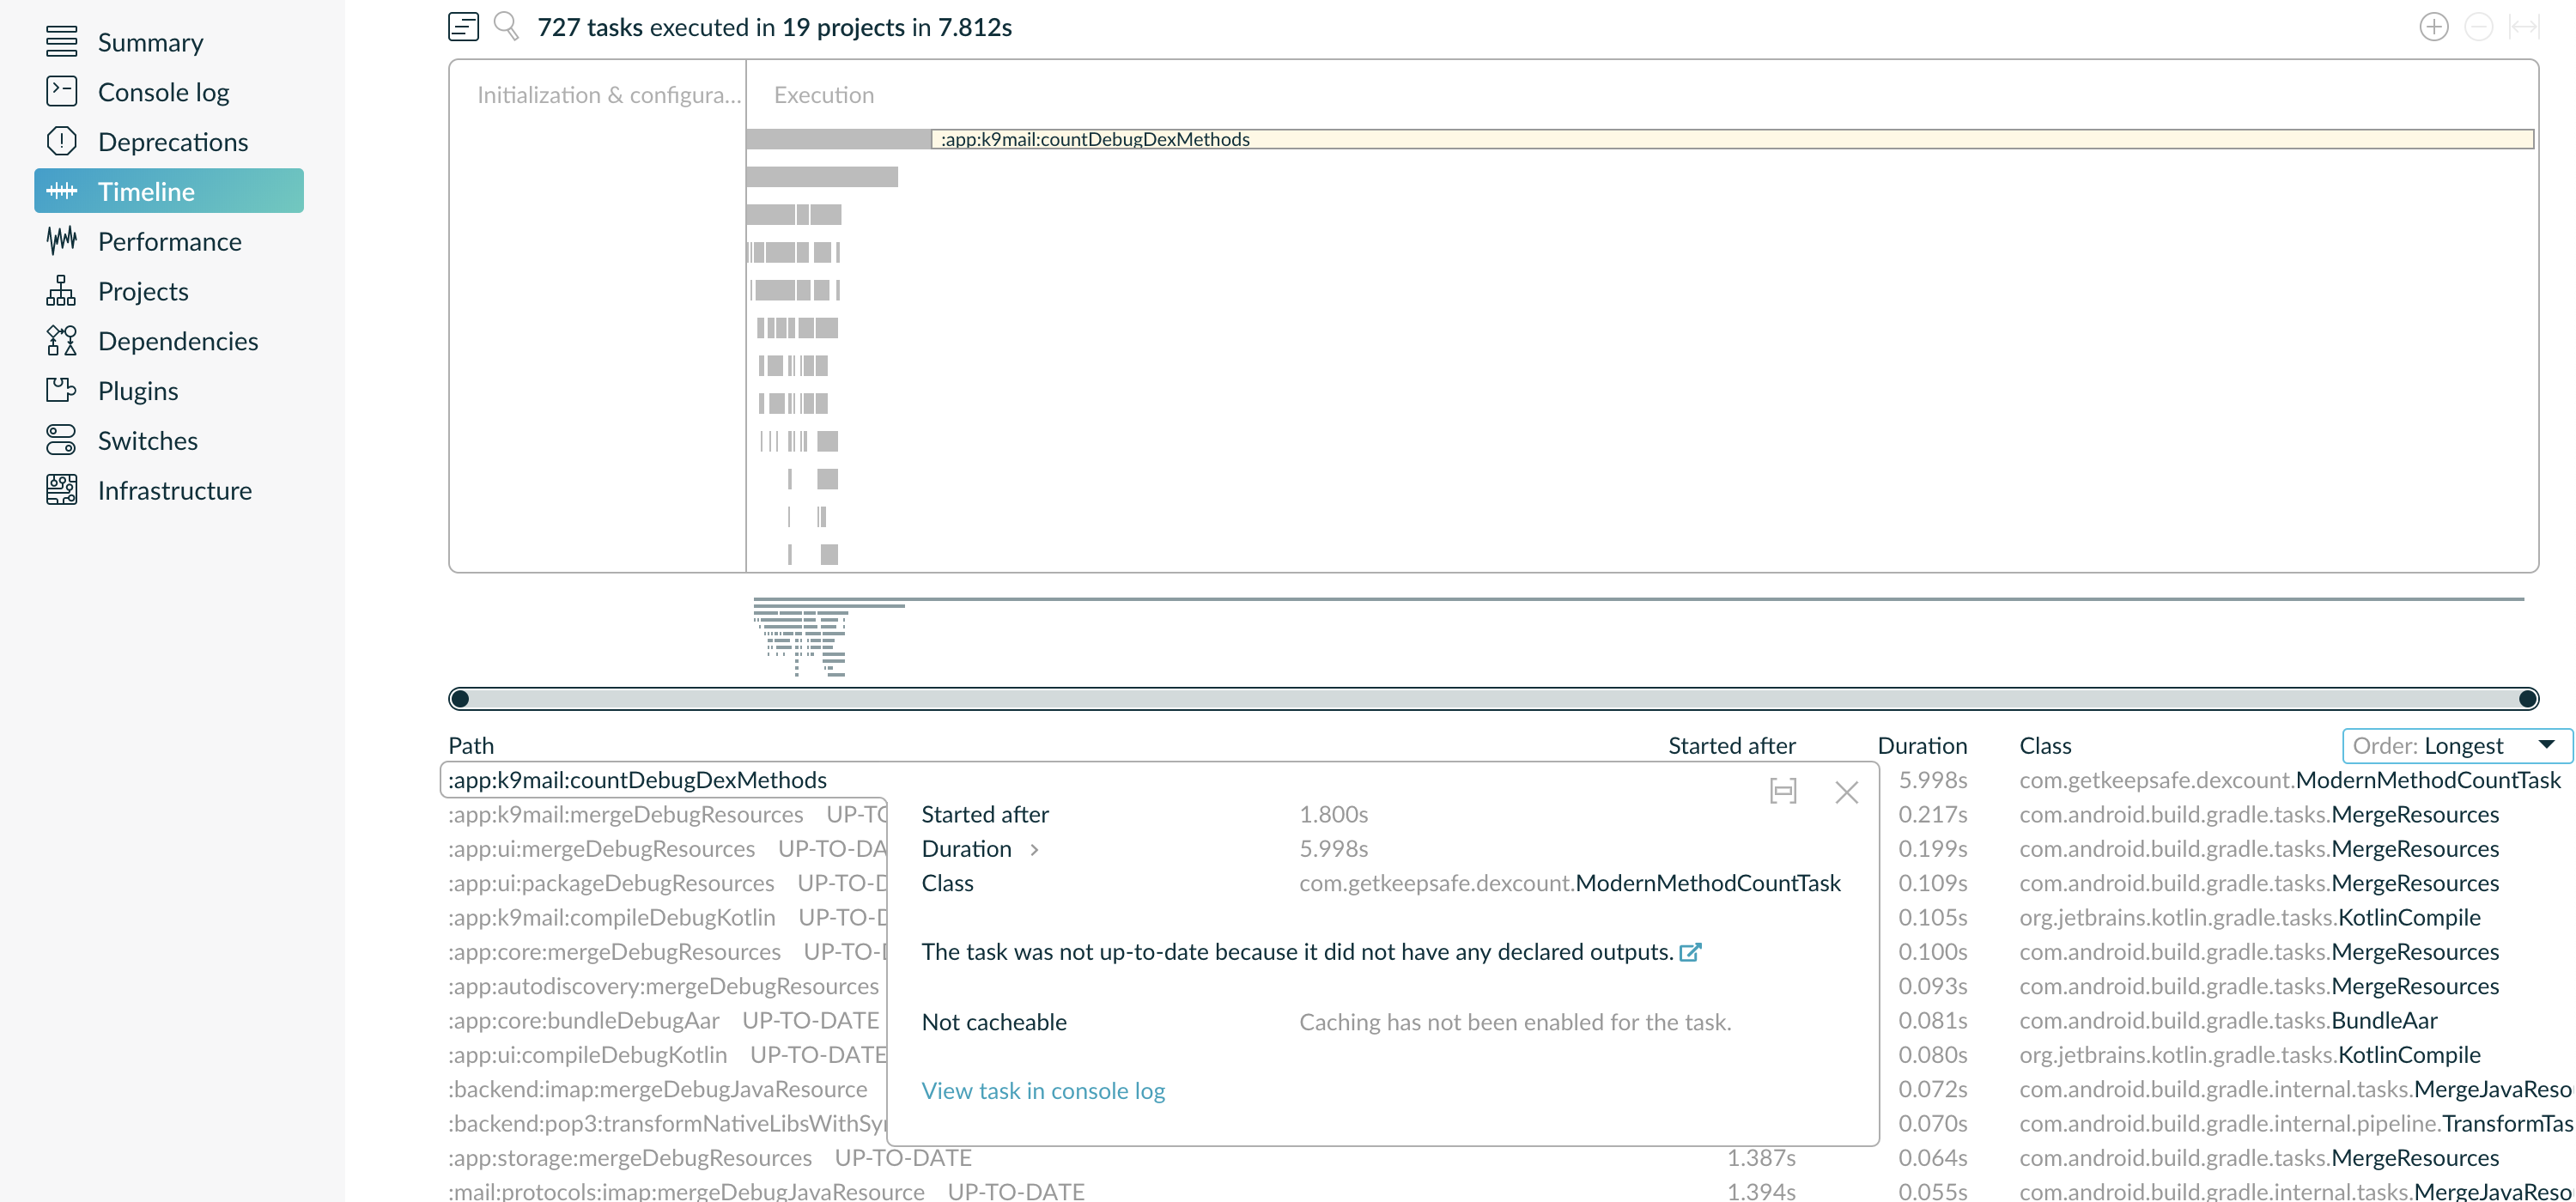 Summary
Console log
Deprecations
Timeline
Performance
Projects
Dependencies
Plugins
Switches
Infrastructure
727 tasks executed in 19 projects in 7.812s
Initialization & configura...
Execution
:app:k9mail:countDebugDexMethods
Path Started after Duration Class Order: Longest
:app:k9mail:countDebugDexMethods 5.998s com.getkeepsafe.dexcount.ModernMethodCountTask
:app:k9mail:mergeDebugResources UP-TO 0.217s com.android.build.gradle.tasks.MergeResources
:app:ui:mergeDebugResources UP-TO-DA 0.199s com.android.build.gradle.tasks.MergeResources
:app:ui:packageDebugResources UP-TO-D 0.109s com.android.build.gradle.tasks.MergeResources
:app:k9mail:compileDebugKotlin UP-TO-D 0.105s org.jetbrains.kotlin.gradle.tasks.KotlinCompile
:app:core:mergeDebugResources UP-TO- 0.100s com.android.build.gradle.tasks.MergeResources
:app:autodiscovery:mergeDebugResources 0.093s com.android.build.gradle.tasks.MergeResources
:app:core:bundleDebugAar UP-TO-DATE 0.081s com.android.build.gradle.tasks.BundleAar
:app:ui:compileDebugKotlin UP-TO-DATE 0.080s org.jetbrains.kotlin.gradle.tasks.KotlinCompile
:backend:imap:mergeDebugJavaResource 0.072s com.android.build.gradle.internal.tasks.MergeJavaReso
:backend:pop3:transformNativeLibsWithSy 0.070s com.android.build.gradle.internal.pipeline.TransformTas
:app:storage:mergeDebugResources UP-TO-DATE 1.387s 0.064s com.android.build.gradle.tasks.MergeResources
:mail:protocols:imap:mergeDebugJavaResource UP-TO-DATE 1.394s 0.055s com.android.build.gradle.internal.tasks.MergeJavaReso
Started after 1.800s
Duration > 5.998s
Class com.getkeepsafe.dexcount.ModernMethodCountTask
The task was not up-to-date because it did not have any declared outputs.
Not cacheable Caching has not been enabled for the task.
View task in console log